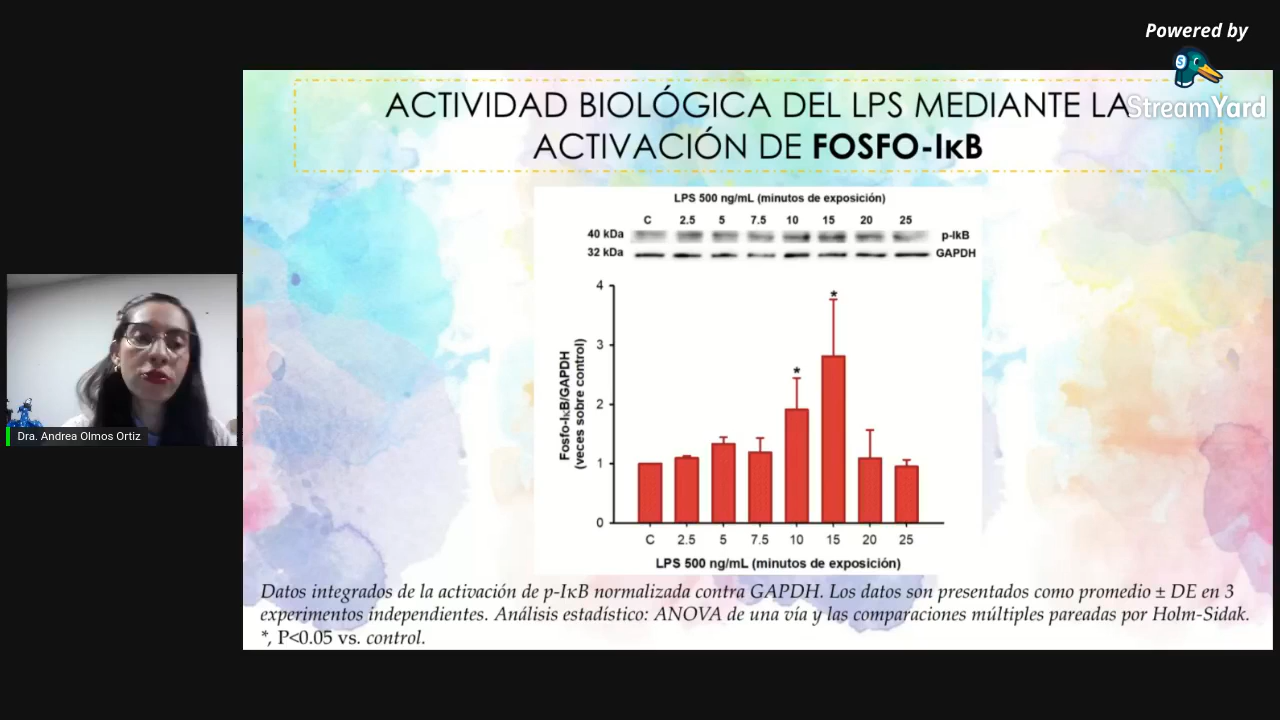 Powered by
StreamYard
ACTIVIDAD BIOLÓGICA DEL LPS MEDIANTE LA
ACTIVACIÓN DE FOSFO-IκB
LPS 500 ng/mL (minutos de exposición)
C 2.5 5 7.5 10 15 20 25
40 kDa p-IkB
32 kDa GAPDH
Fosfo-IκB/GAPDH
(veces sobre control)
4
3
2
1
0
* *
C 2.5 5 7.5 10 15 20 25
LPS 500 ng/mL (minutos de exposición)
Datos integrados de la activación de p-IκB normalizada contra GAPDH. Los datos son presentados como promedio ± DE en 3
experimentos independientes. Análisis estadístico: ANOVA de una vía y las comparaciones múltiples pareadas por Holm-Sidak.
*, P<0.05 vs. control.
Dra. Andrea Olmos Ortiz